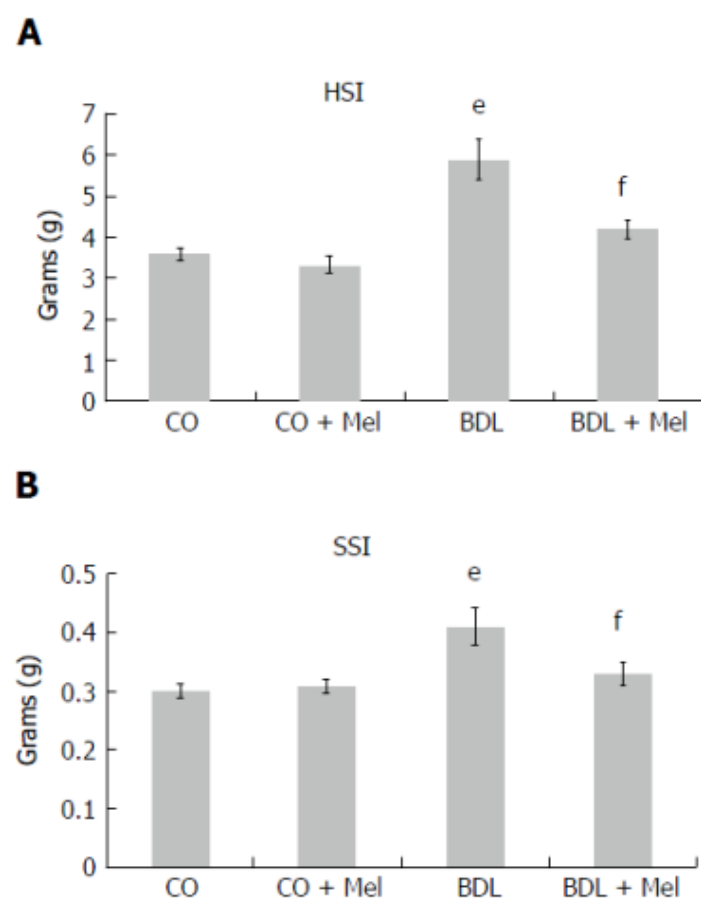 A
HSI
Grams (g)
7
6
5
4
3
2
1
0
e
f
CO CO + Mel BDL BDL + Mel
B
SSI
Grams (g)
0.5
0.4
0.3
0.2
0.1
0
e
f
CO CO + Mel BDL BDL + Mel